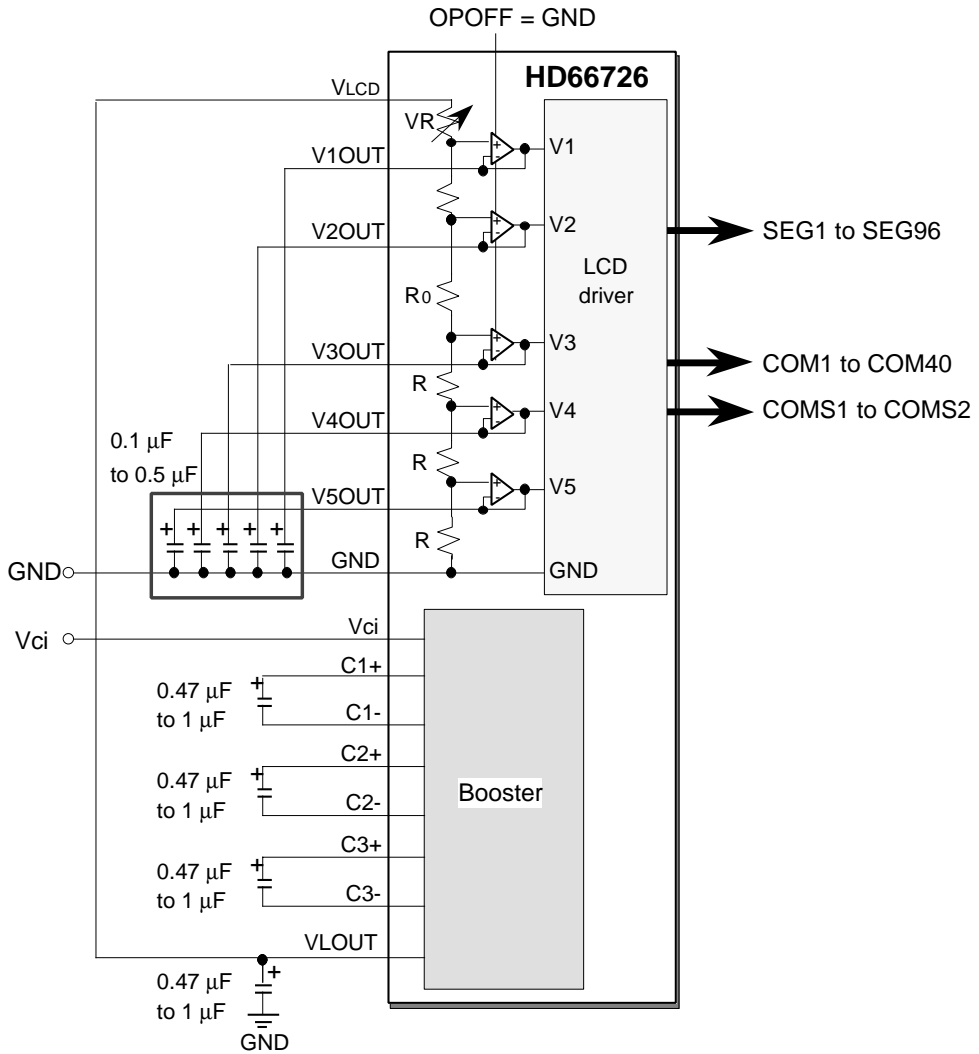 OPOFF = GND
HD66726
VLCD
VR
V1OUT
V1
V2OUT
V2
SEG1 to SEG96
LCD
driver
R0
V3OUT
V3
COM1 to COM40
R
V4OUT
V4
COMS1 to COMS2
0.1 µF
to 0.5 µF
R
V5OUT
V5
+ + + + +
R
GND
GND
GND
Vci
Vci
C1+
0.47 µF
to 1 µF
+
C1-
C2+
0.47 µF
to 1 µF
+
C2-
Booster
C3+
0.47 µF
to 1 µF
+
C3-
VLOUT
0.47 µF
to 1 µF
+
GND